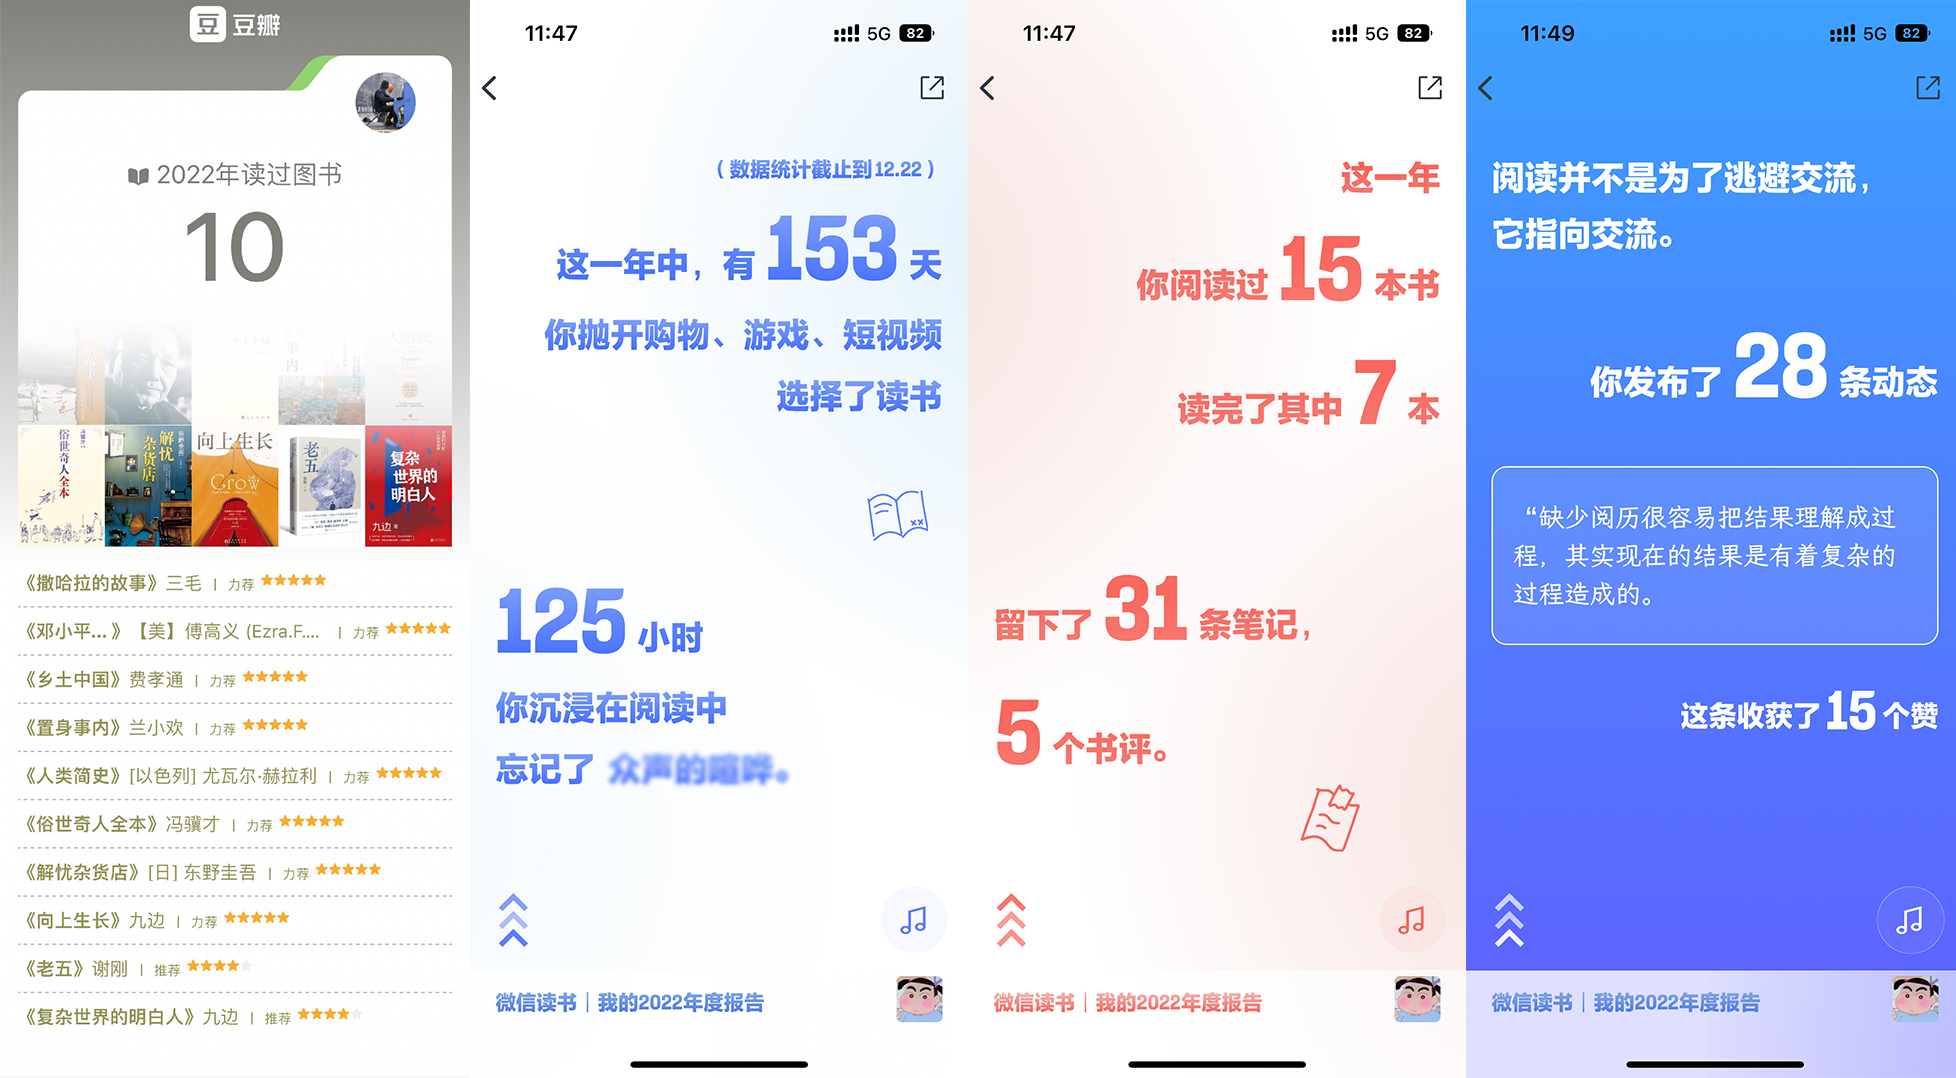 豆 豆瓣
2022年读过图书
10
俗世奇人全本
冯骥才
解忧
杂货店
向上生长
Grow
老五
复杂
世界的
明白人
九边 著
《撒哈拉的故事》三毛 | 力荐 ★★★★★
《邓小平...》【美】傅高义 (Ezra.F.... | 力荐 ★★★★★
《乡土中国》费孝通 | 力荐 ★★★★★
《置身事内》兰小欢 | 力荐 ★★★★★
《人类简史》[以色列] 尤瓦尔·赫拉利 | 力荐 ★★★★★
《俗世奇人全本》冯骥才 | 力荐 ★★★★★
《解忧杂货店》[日] 东野圭吾 | 力荐 ★★★★★
《向上生长》九边 | 力荐 ★★★★★
《老五》谢刚 | 推荐 ★★★★★
《复杂世界的明白人》九边 | 推荐 ★★★★★
11:47 5G 82
（数据统计截止到12.22）
这一年中，有 153 天
你抛开购物、游戏、短视频
选择了读书
125 小时
你沉浸在阅读中
忘记了 众声的喧哗。
微信读书｜我的2022年度报告
11:47 5G 82
这一年
你阅读过 15 本书
读完了其中 7 本
留下了 31 条笔记，
5 个书评。
微信读书｜我的2022年度报告
11:49 5G 82
阅读并不是为了逃避交流，
它指向交流。
你发布了 28 条动态
“缺少阅历很容易把结果理解成过
程，其实现在的结果是有着复杂的
过程造成的。
这条收获了 15 个赞
微信读书｜我的2022年度报告